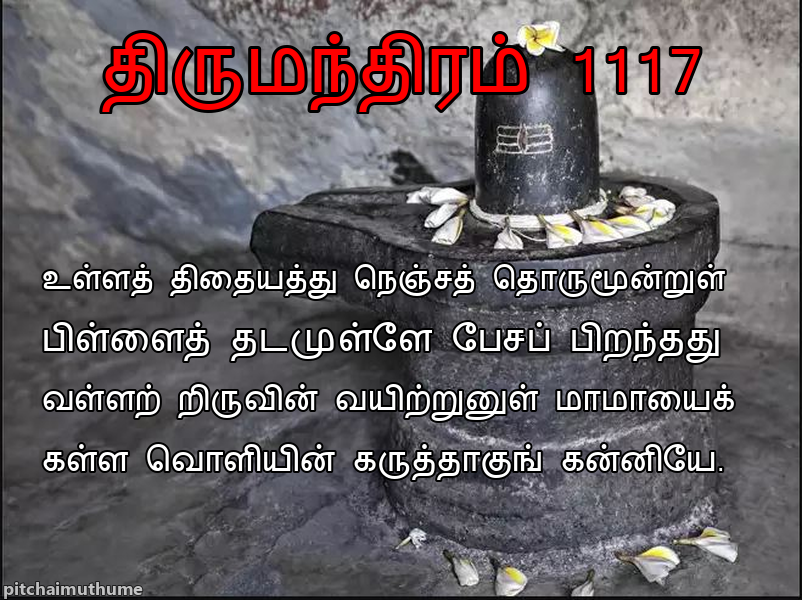 திருமந்திரம் 1117
உள்ளத் திதையத்து நெஞ்சத் தொருமூன்றுள்
பிள்ளைத் தடமுள்ளே பேசப் பிறந்தது
வள்ளற் றிருவின் வயிற்றுனுள் மாமாயைக்
கள்ள வொளியின் கருத்தாகுங் கன்னியே.
pitchaimuthume